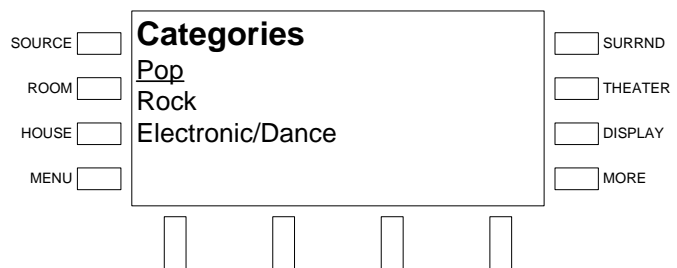 Categories
SOURCE
SURRND
Pop
ROOM
THEATER
Rock
HOUSE
Electronic/Dance
DISPLAY
MENU
MORE